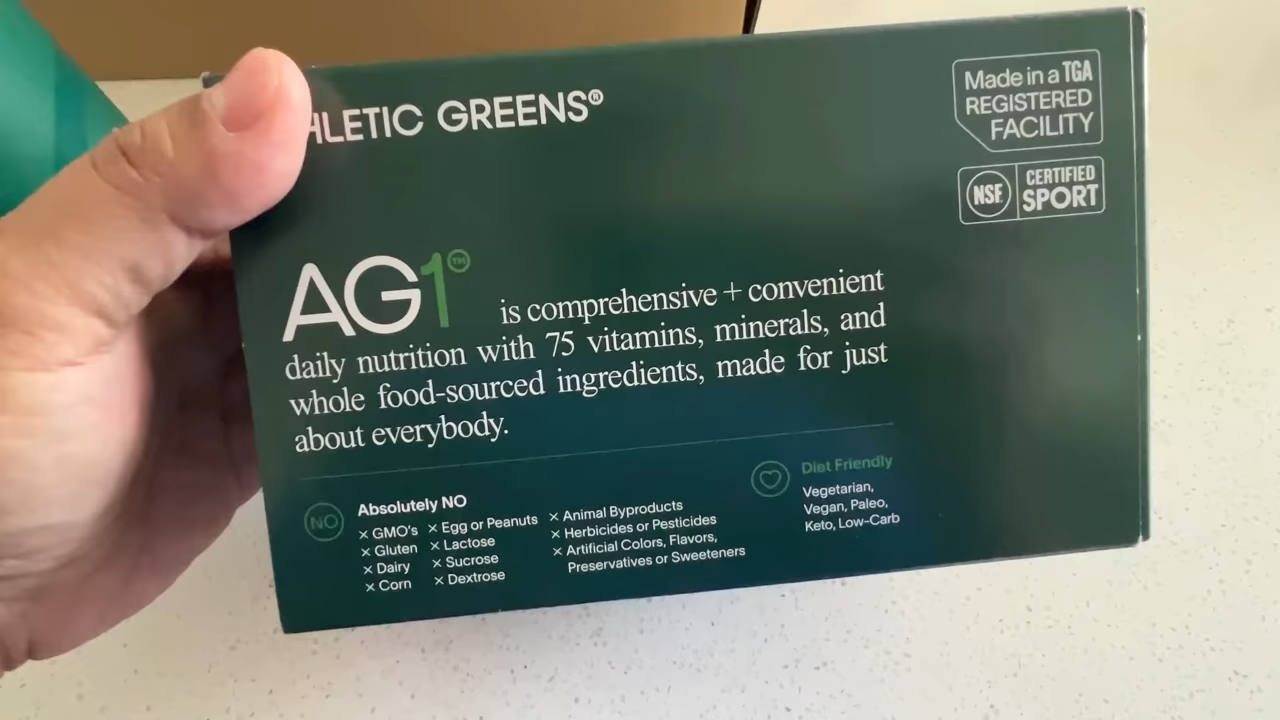 HLETIC GREENS®
Made in a TGA
REGISTERED
FACILITY
NSF
CERTIFIED
SPORT
AG1™ is comprehensive + convenient
daily nutrition with 75 vitamins, minerals, and
whole food-sourced ingredients, made for just
about everybody.
NO
Absolutely NO
× GMO's
× Gluten
× Dairy
× Corn
× Egg or Peanuts
× Lactose
× Sucrose
× Dextrose
× Animal Byproducts
× Herbicides or Pesticides
× Artificial Colors, Flavors,
Preservatives or Sweeteners
Diet Friendly
Vegetarian,
Vegan, Paleo,
Keto, Low-Carb